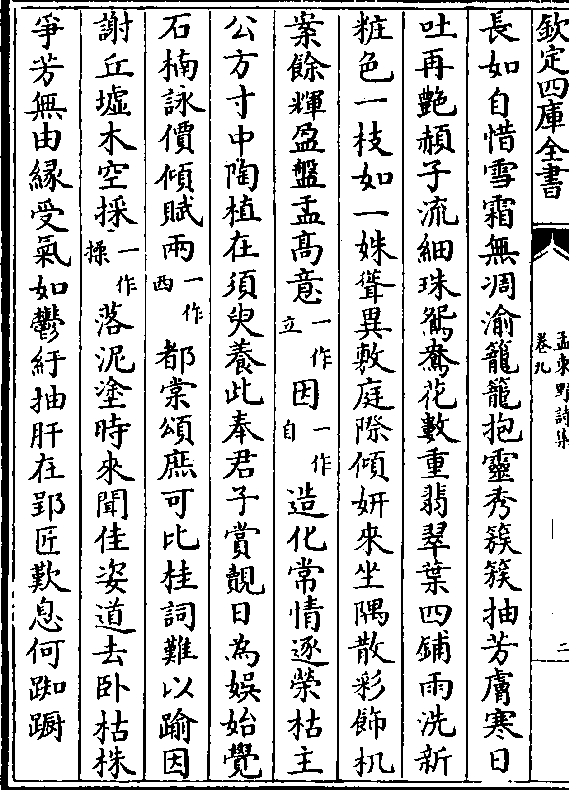 欽定四庫全書
孟東野詩集
卷九
二
長如自惜雪霜無凋渝籠籠抱靈秀簇簇抽芳膚寒日
吐再艷頳子流細珠鴛鴦花數重翡翠葉四鋪雨洗新
粧色一枝如一姝聳異敷庭際傾妍來坐隅散彩飾机
案餘輝盈盤盂高意一作立因一作自造化常情逐榮枯主
公方寸中陶植在須臾養此奉君子賞覿日為娱始覺
石楠詠價傾賦兩一作西都棠頌庶可比桂詞難以踰因
謝丘墟木空採一作㨿落泥塗時來聞佳姿道去卧枯株
爭芳無由緣受氣如鬱紆抽肝在郢匠歎息何踟蹰